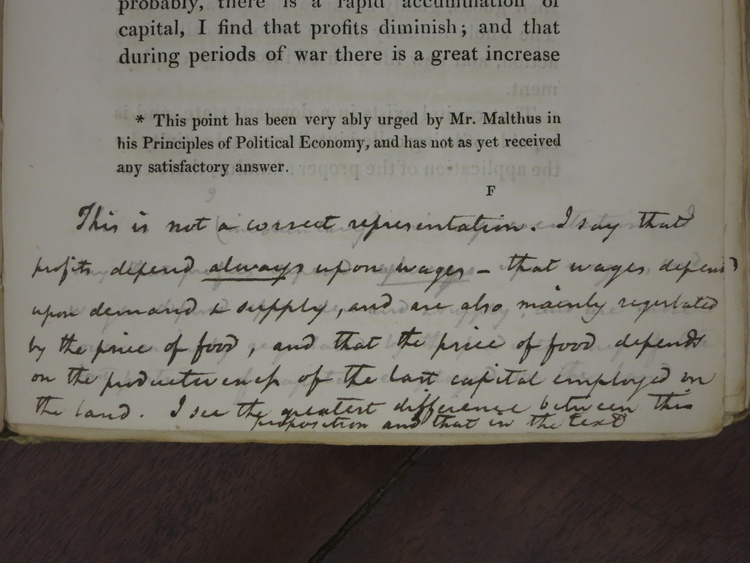 probably, there is a rapid accumulation of
capital, I find that profits diminish; and that
during periods of war there is a great increase
* This point has been very ably urged by Mr. Malthus in
his Principles of Political Economy, and has not as yet received
any satisfactory answer.
F
This is not a correct representation. I say that
profits depend always upon wages – that wages depend
upon demand & supply, and are also mainly regulated
by the price of food, and that the price of food depends
on the productiveness of the last capital employed on
the land. I see the greatest difference between this
proposition and that in the text